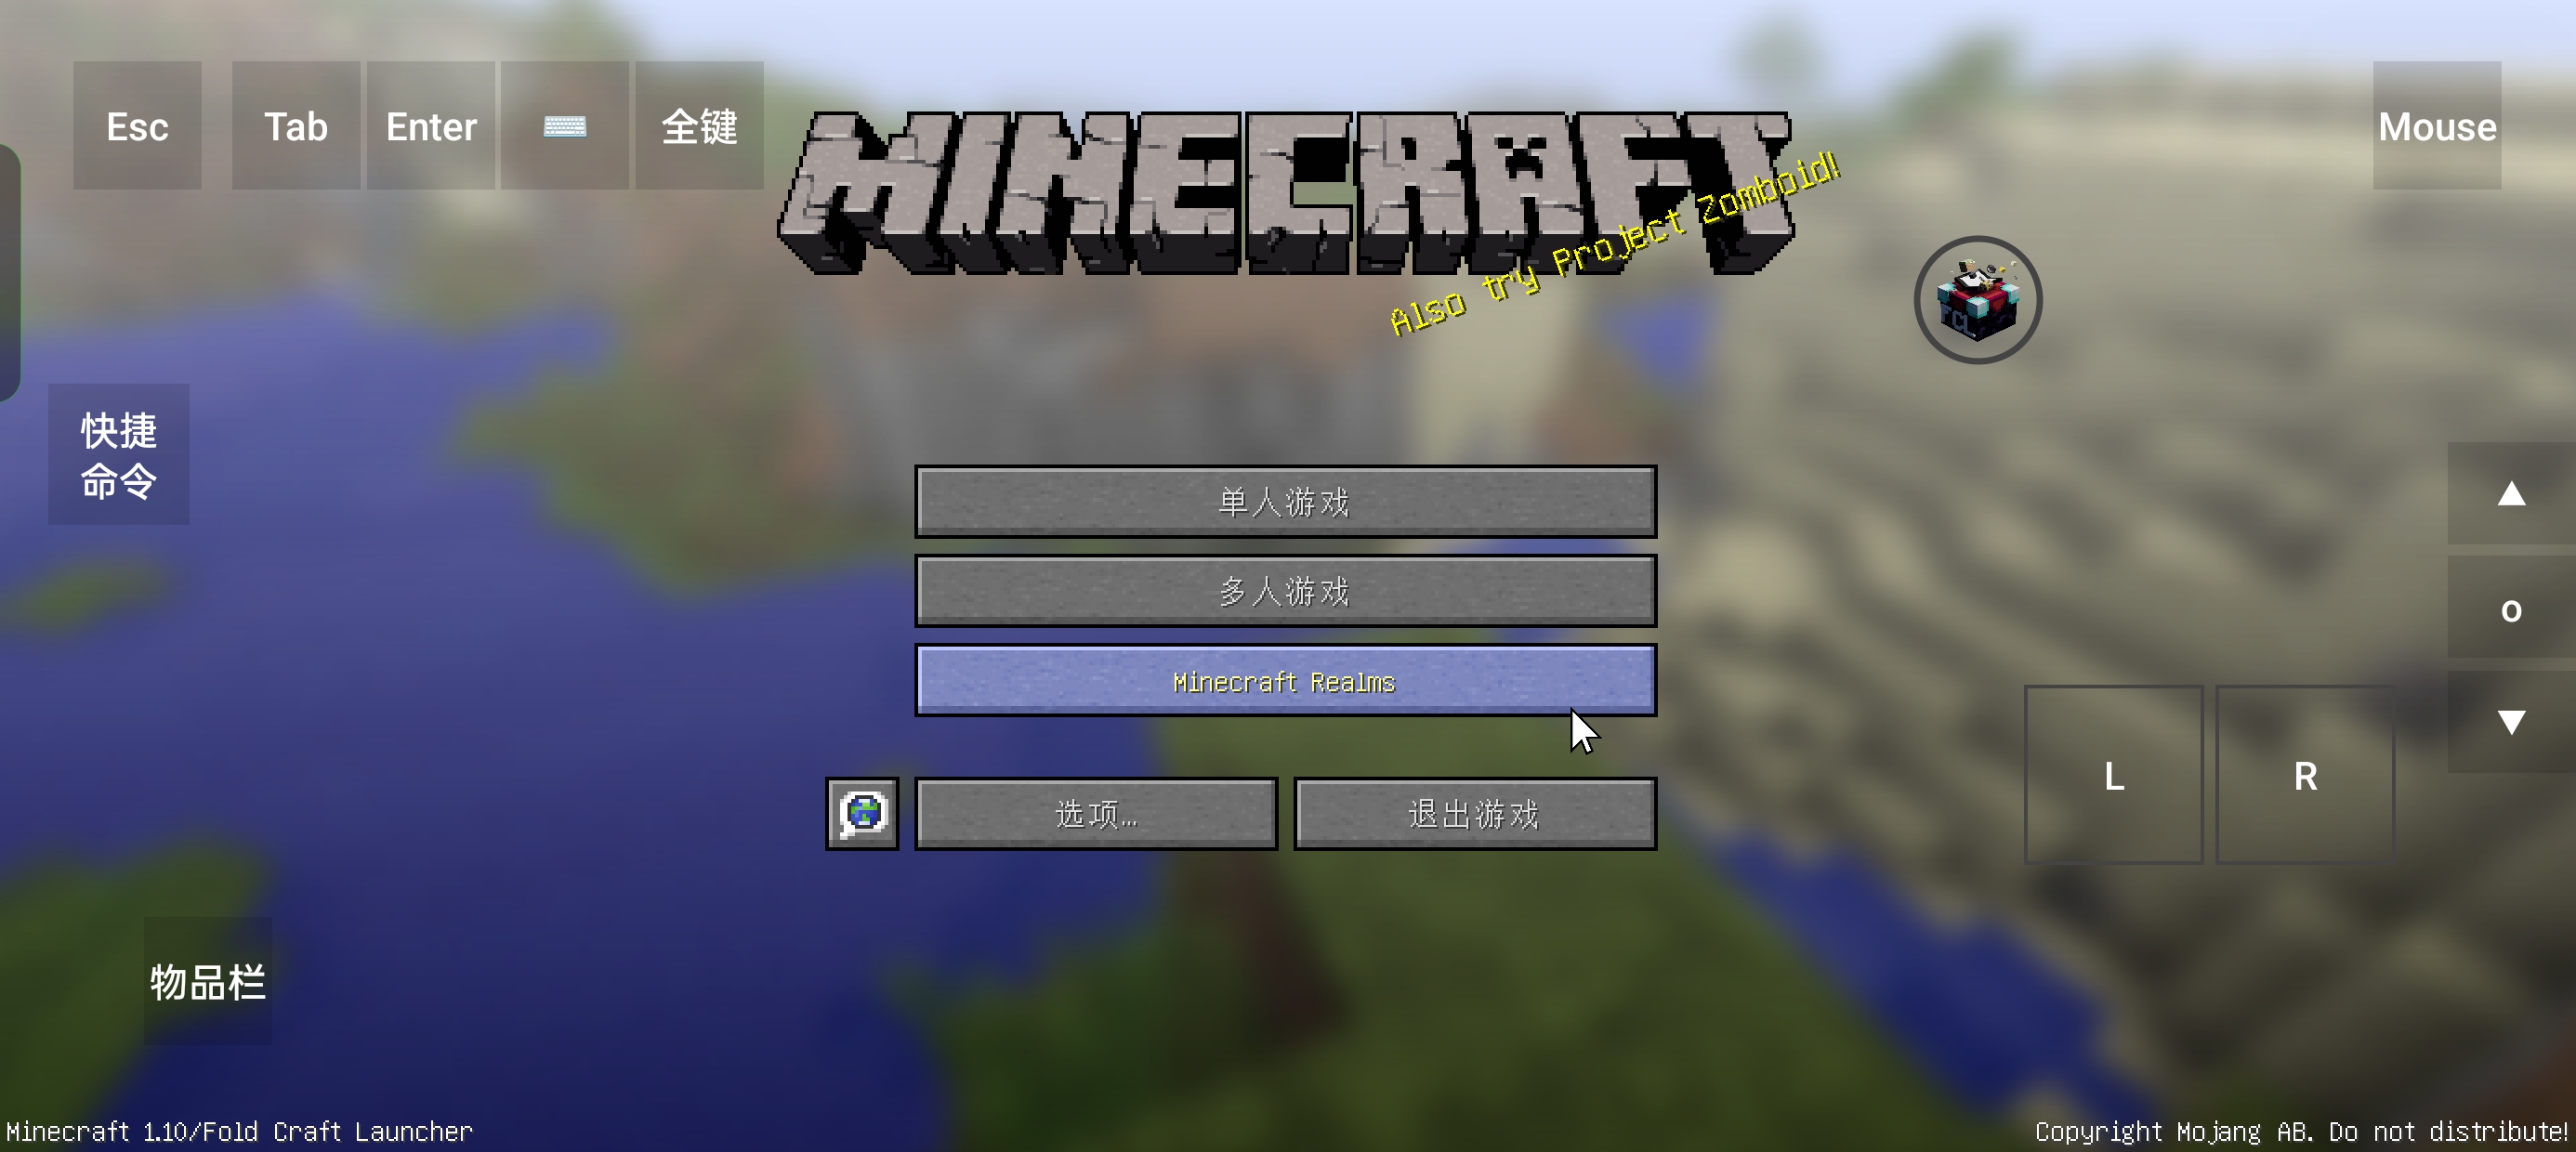 Esc
Tab
Enter
全键
Mouse
MINECRAFT
Also try Project Zomboid!
FCL
快捷
命令
单人游戏
多人游戏
Minecraft Realms
▲
o
▼
L
R
选项...
退出游戏
物品栏
Minecraft 1.10/Fold Craft Launcher
Copyright Mojang AB. Do not distribute!